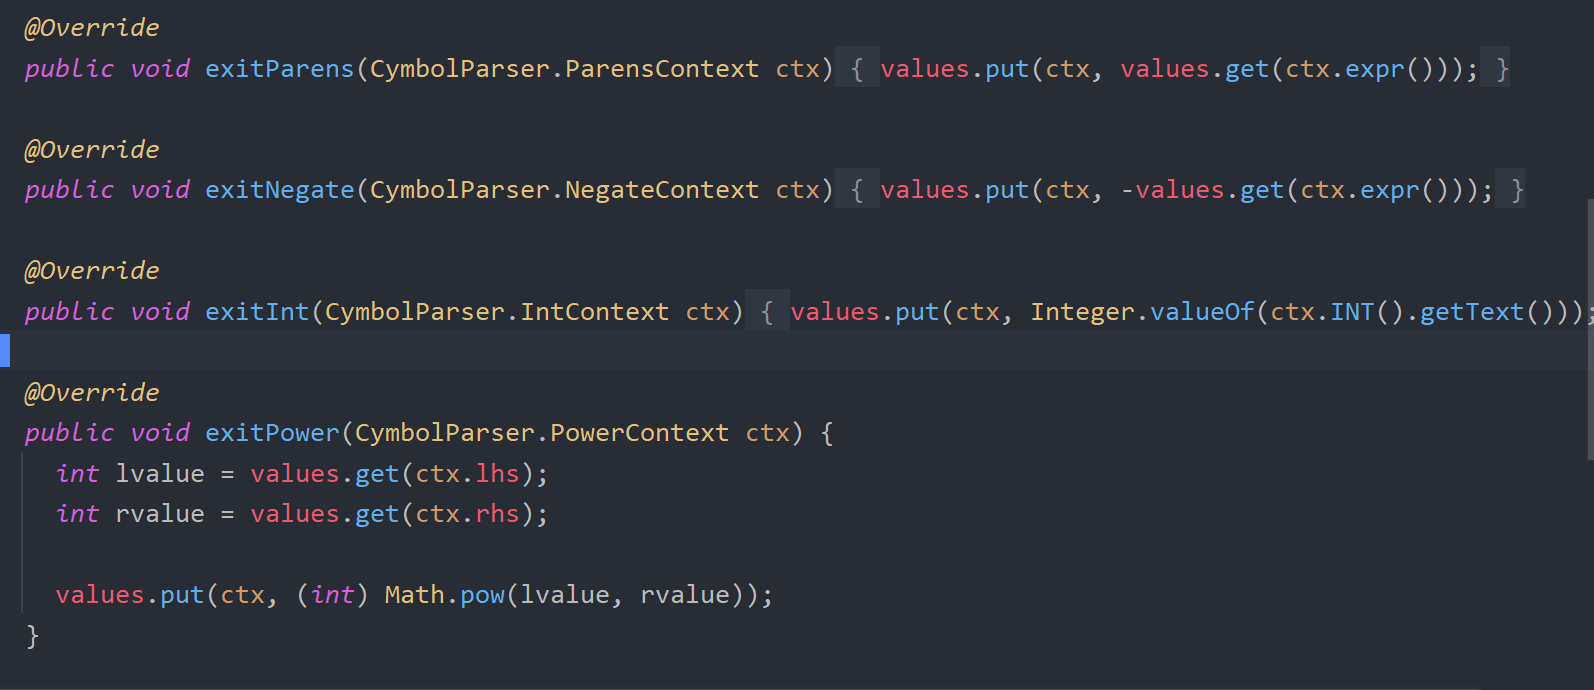 @Override
public void exitParens(CymbolParser.ParensContext ctx) { values.put(ctx, values.get(ctx.expr())); }
@Override
public void exitNegate(CymbolParser.NegateContext ctx) { values.put(ctx, -values.get(ctx.expr())); }
@Override
public void exitInt(CymbolParser.IntContext ctx) { values.put(ctx, Integer.valueOf(ctx.INT().getText()));
@Override
public void exitPower(CymbolParser.PowerContext ctx) {
int lvalue = values.get(ctx.lhs);
int rvalue = values.get(ctx.rhs);
values.put(ctx, (int) Math.pow(lvalue, rvalue));
}